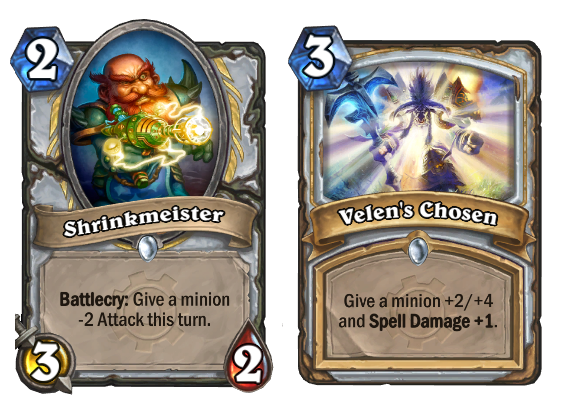 2
Shrinkmeister
Battlecry: Give a minion
-2 Attack this turn.
3
2
3
Velen's Chosen
Give a minion +2/+4
and Spell Damage +1.